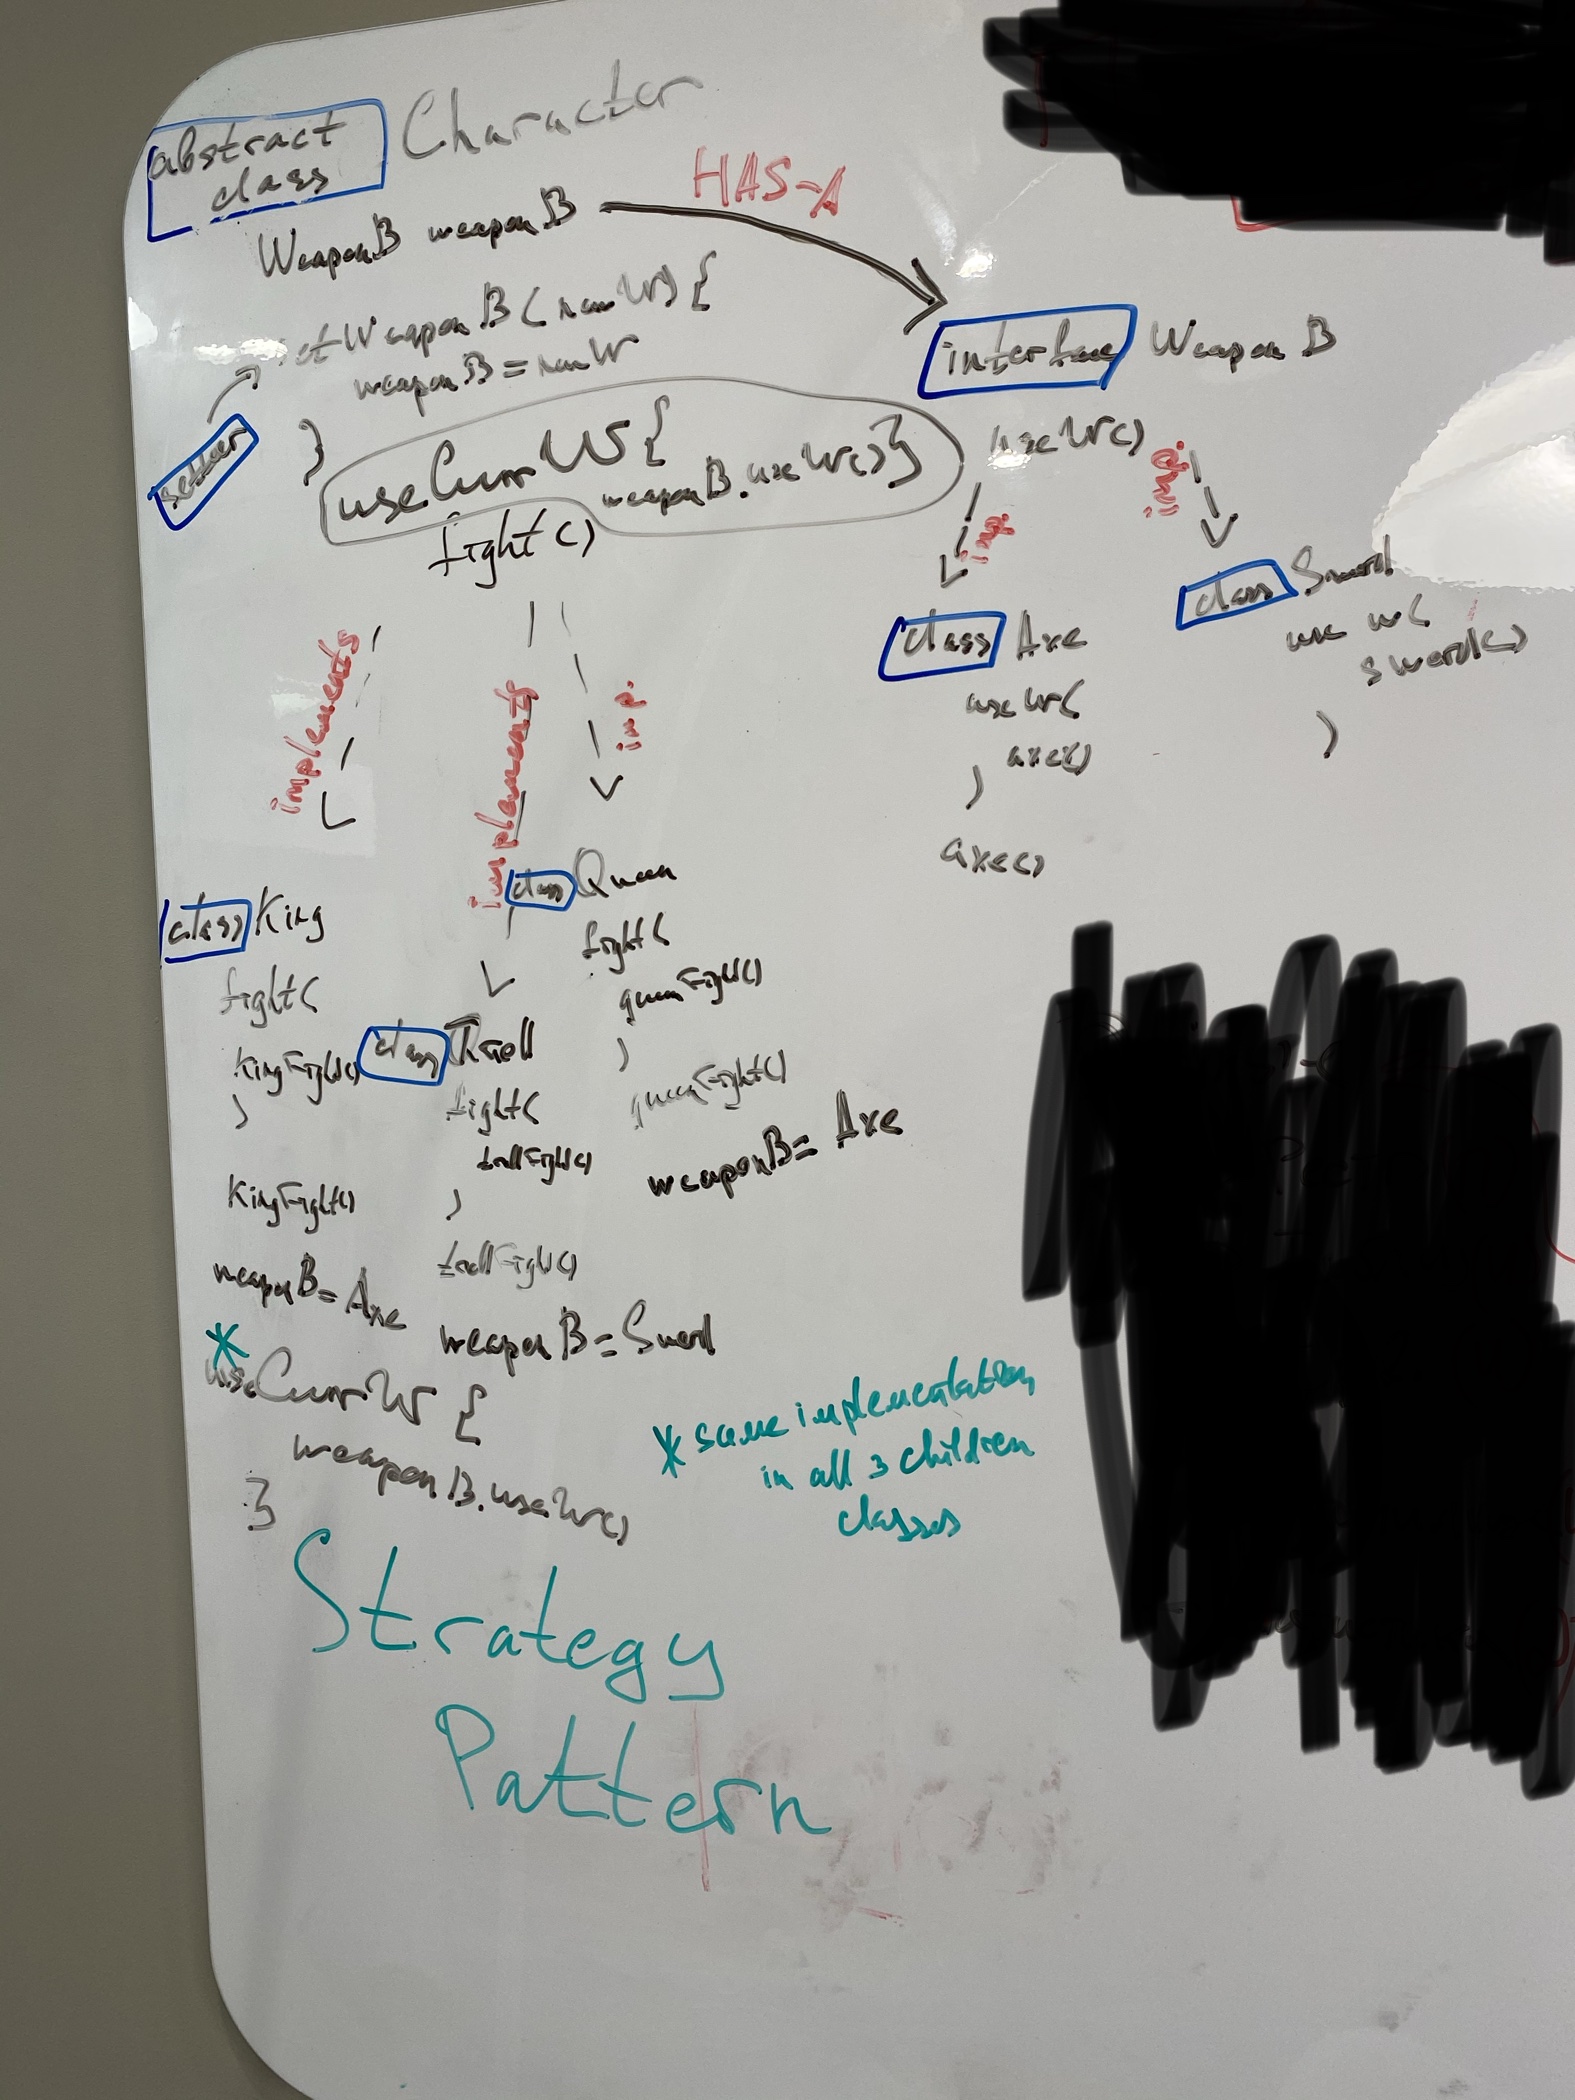 abstract
class
Character
HAS-A
WeaponB weaponB
setWeaponB(newW){
weaponB = newW
}
setter
useCurrW{
weaponB.useW()}
fight()
interface WeaponB
useW()
imp.
imp.
class Axe
useW(
axe()
)
axe()
class Sword
use W(
sword()
)
implements
implements
imp.
class King
fight(
KingFight()
)
KingFight()
weaponB = Axe
class Troll
fight(
trollFight()
)
trollFight()
weaponB = Sword
class Queen
fight(
queenFight()
)
queenFight()
weaponB = Axe
*
useCurrW {
weaponB.useW()
}
* same implementation
in all 3 children
classes
Strategy
Pattern